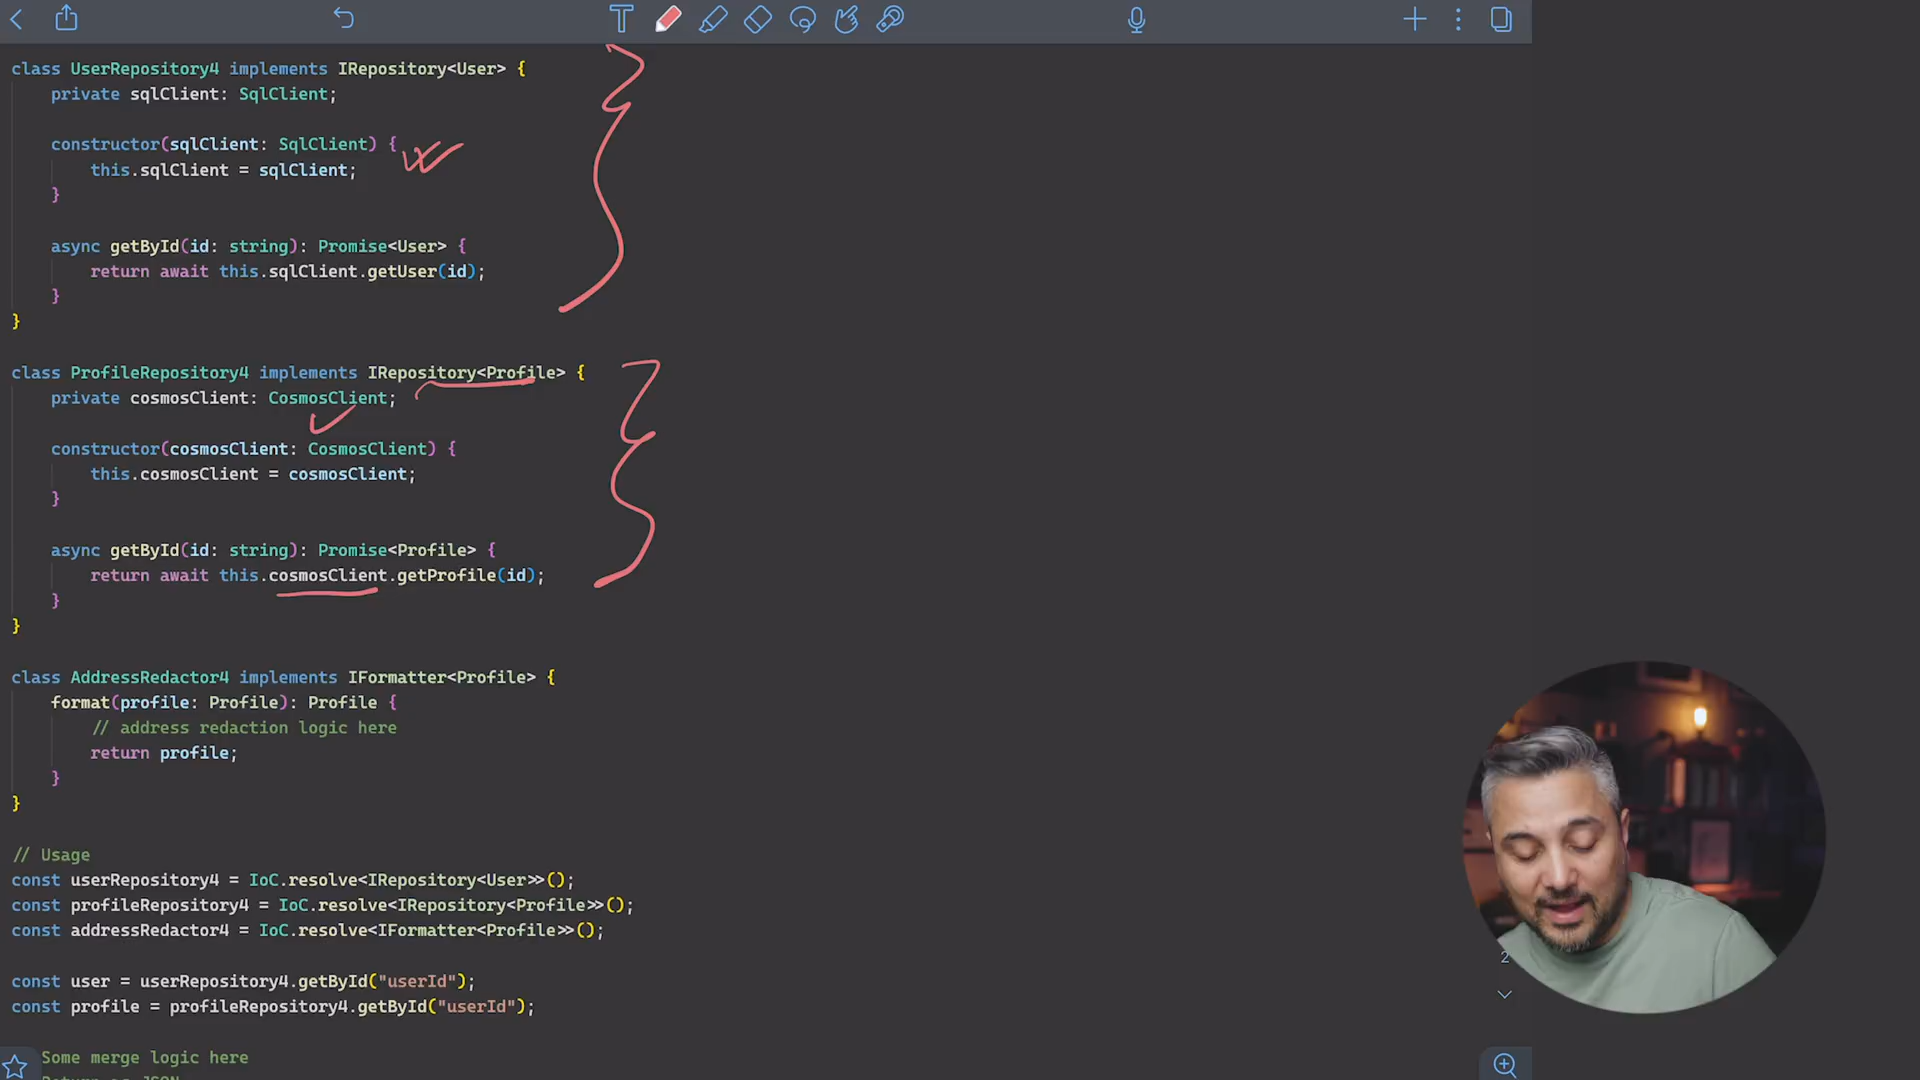 class UserRepository4 implements IRepository<User> {
private sqlClient: SqlClient;
constructor(sqlClient: SqlClient) {
this.sqlClient = sqlClient;
}
async getById(id: string): Promise<User> {
return await this.sqlClient.getUser(id);
}
}
class ProfileRepository4 implements IRepository<Profile> {
private cosmosClient: CosmosClient;
constructor(cosmosClient: CosmosClient) {
this.cosmosClient = cosmosClient;
}
async getById(id: string): Promise<Profile> {
return await this.cosmosClient.getProfile(id);
}
}
class AddressRedactor4 implements IFormatter<Profile> {
format(profile: Profile): Profile {
// address redaction logic here
return profile;
}
}
// Usage
const userRepository4 = IoC.resolve<IRepository<User>>();
const profileRepository4 = IoC.resolve<IRepository<Profile>>();
const addressRedactor4 = IoC.resolve<IFormatter<Profile>>();
const user = userRepository4.getById("userId");
const profile = profileRepository4.getById("userId");
Some merge logic here
2